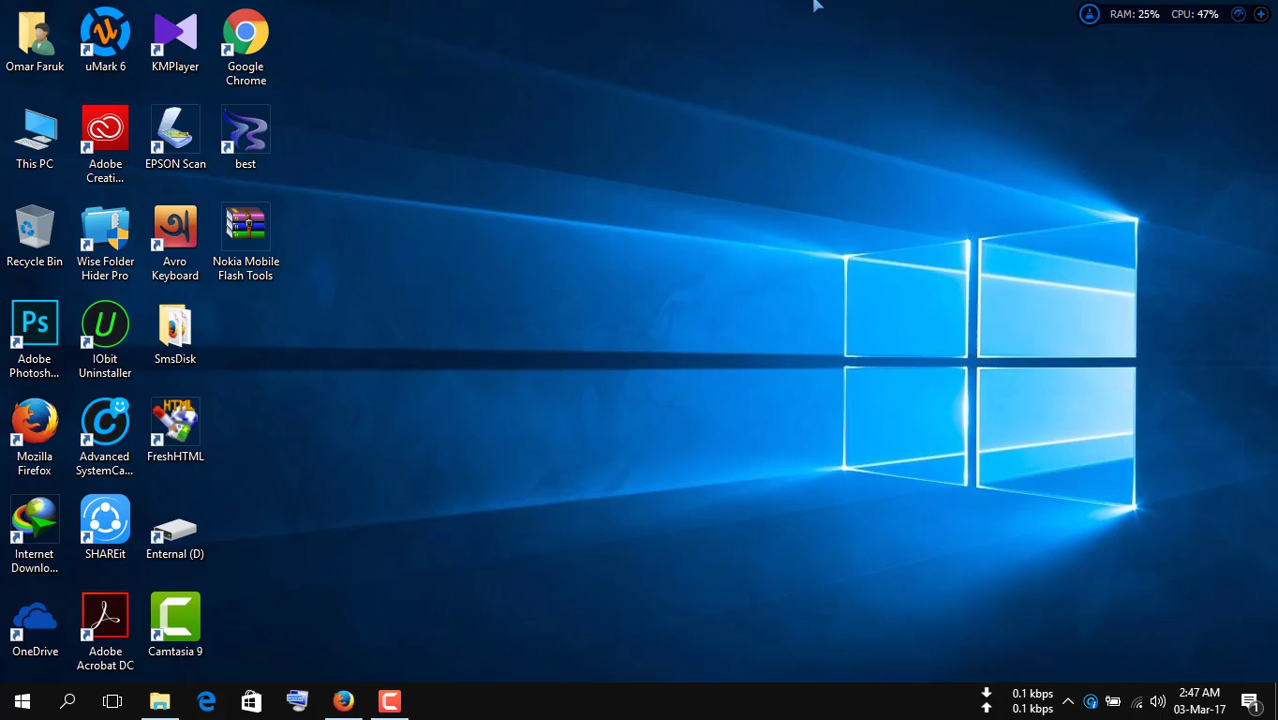 RAM: 25% CPU: 47%
Omar Faruk
uMark 6
KMPlayer
Google
Chrome
This PC
Adobe
Creati...
EPSON Scan
best
Recycle Bin
Wise Folder
Hider Pro
অ
Avro
Keyboard
Nokia Mobile
Flash Tools
Ps
Adobe
Photosh...
U
IObit
Uninstaller
SmsDisk
Mozilla
Firefox
Advanced
SystemCa...
HTML
FreshHTML
Internet
Downlo...
SHAREit
Enternal (D)
OneDrive
Adobe
Acrobat DC
Camtasia 9
0.1 kbps
0.1 kbps
2:47 AM
03-Mar-17
1